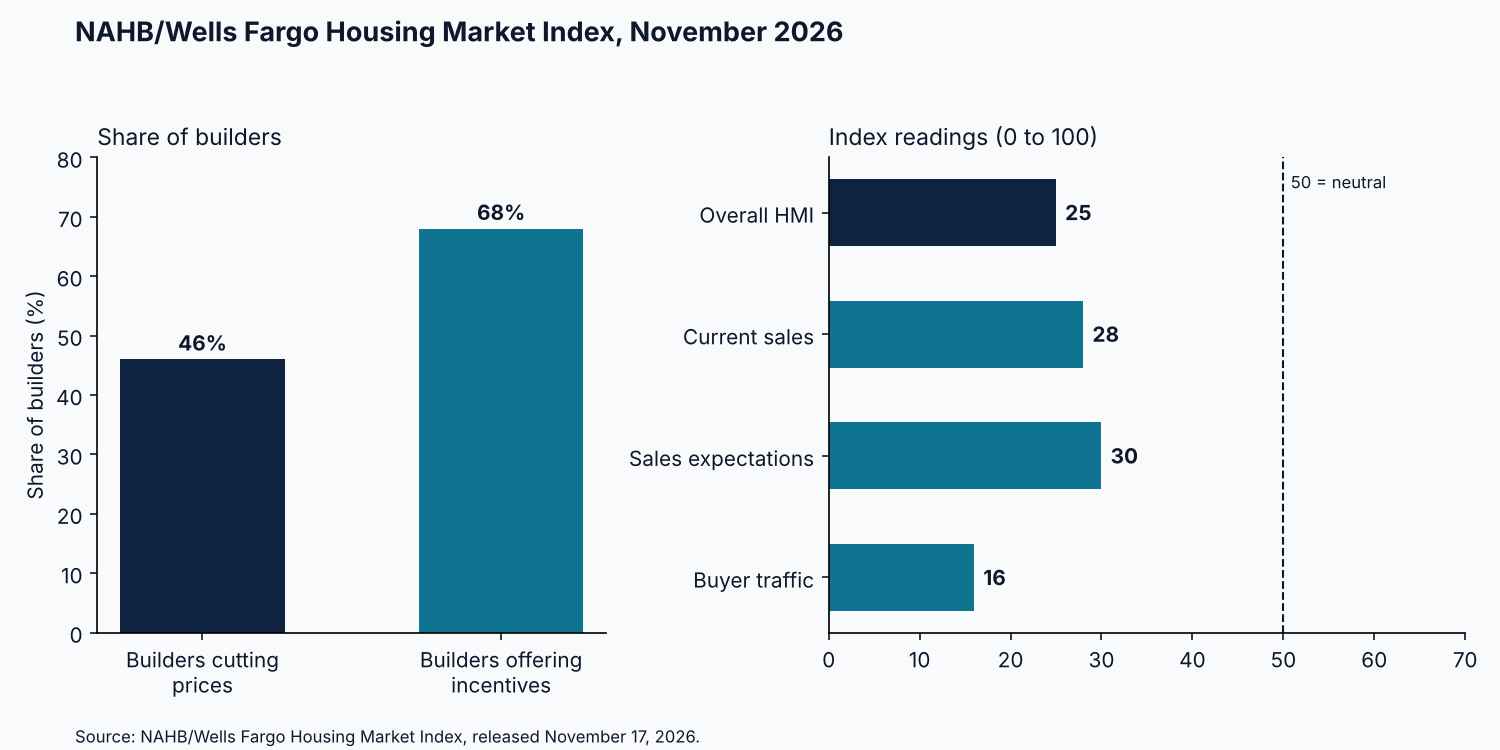 NAHB/Wells Fargo Housing Market Index, November 2026
Share of builders
Share of builders (%)
80
70
60
50
40
30
20
10
0
46%
68%
Builders cutting
prices
Builders offering
incentives
Index readings (0 to 100)
50 = neutral
Overall HMI
25
Current sales
28
Sales expectations
30
Buyer traffic
16
0 10 20 30 40 50 60 70
Source: NAHB/Wells Fargo Housing Market Index, released November 17, 2026.